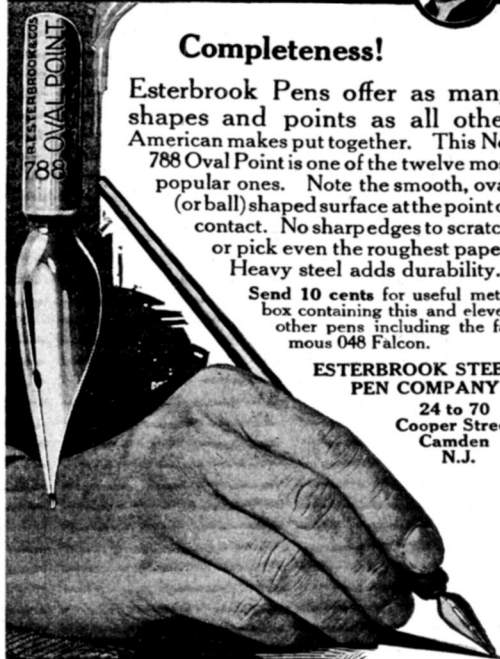 R.ESTERBROOK&CO'S
788 OVAL POINT
Completeness!
Esterbrook Pens offer as man
shapes and points as all othe
American makes put together. This N
788 Oval Point is one of the twelve mo
popular ones. Note the smooth, ova
(or ball) shaped surface at the point
contact. No sharp edges to scratc
or pick even the roughest pape
Heavy steel adds durability.
Send 10 cents for useful met
box containing this and eleve
other pens including the f
mous 048 Falcon.
ESTERBROOK STEE
PEN COMPANY
24 to 70
Cooper Stre
Camden
N.J.